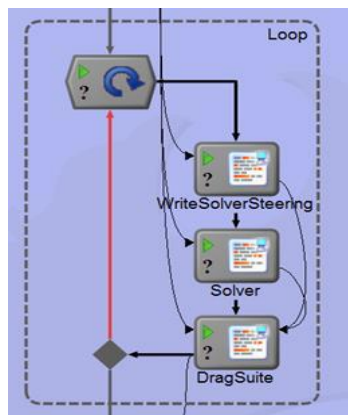 Loop
?
?
WriteSolverSteering
?
Solver
?
DragSuite